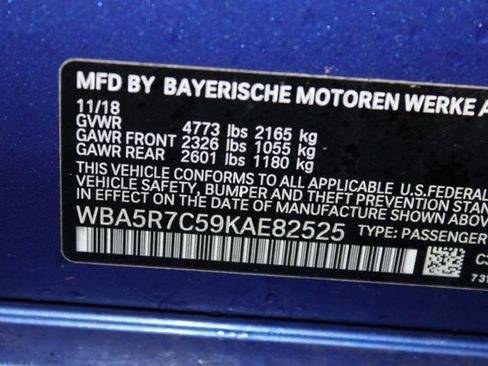 MFD BY BAYERISCHE MOTOREN WERKE A
11/18
GVWR 4773 lbs 2165 kg
GAWR FRONT 2326 lbs 1055 kg
GAWR REAR 2601 lbs 1180 kg
THIS VEHICLE CONFORMS TO ALL APPLICABLE U.S.FEDERAL
VEHICLE SAFETY, BUMPER AND THEFT PREVENTION STAN
IN EFFECT ON THE DATE OF MANUFACTURE SHOWN
WBA5R7C59KAE82525 TYPE: PASSENGER